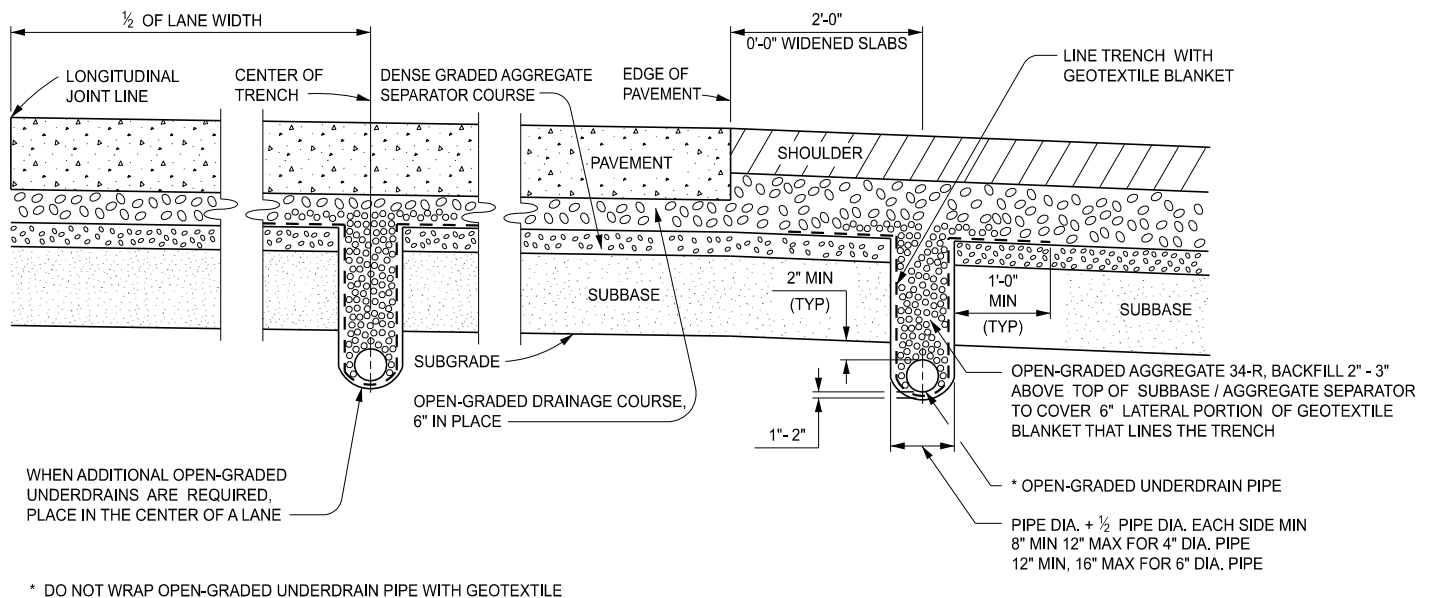 ½ OF LANE WIDTH
2'-0"
0'-0" WIDENED SLABS
LONGITUDINAL
JOINT LINE
CENTER OF
TRENCH
DENSE GRADED AGGREGATE
SEPARATOR COURSE
EDGE OF
PAVEMENT
LINE TRENCH WITH
GEOTEXTILE BLANKET
PAVEMENT
SHOULDER
SUBBASE
2" MIN
(TYP)
1'-0"
MIN
(TYP)
SUBBASE
SUBGRADE
OPEN-GRADED DRAINAGE COURSE,
6" IN PLACE
1"- 2"
OPEN-GRADED AGGREGATE 34-R, BACKFILL 2" - 3"
ABOVE TOP OF SUBBASE / AGGREGATE SEPARATOR
TO COVER 6" LATERAL PORTION OF GEOTEXTILE
BLANKET THAT LINES THE TRENCH
WHEN ADDITIONAL OPEN-GRADED
UNDERDRAINS ARE REQUIRED,
PLACE IN THE CENTER OF A LANE
* OPEN-GRADED UNDERDRAIN PIPE
PIPE DIA. + ½ PIPE DIA. EACH SIDE MIN
8" MIN 12" MAX FOR 4" DIA. PIPE
12" MIN, 16" MAX FOR 6" DIA. PIPE
* DO NOT WRAP OPEN-GRADED UNDERDRAIN PIPE WITH GEOTEXTILE